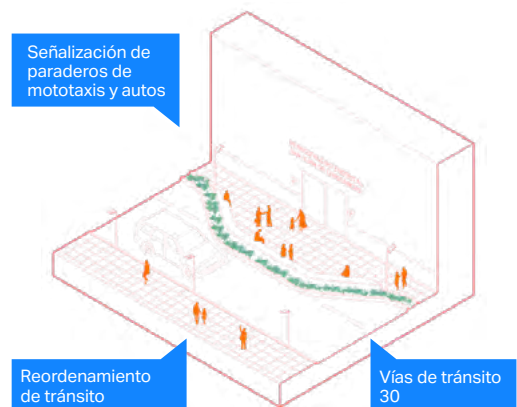 Señalización de
paraderos de
mototaxis y autos
Reordenamiento
de tránsito
Vías de tránsito
30